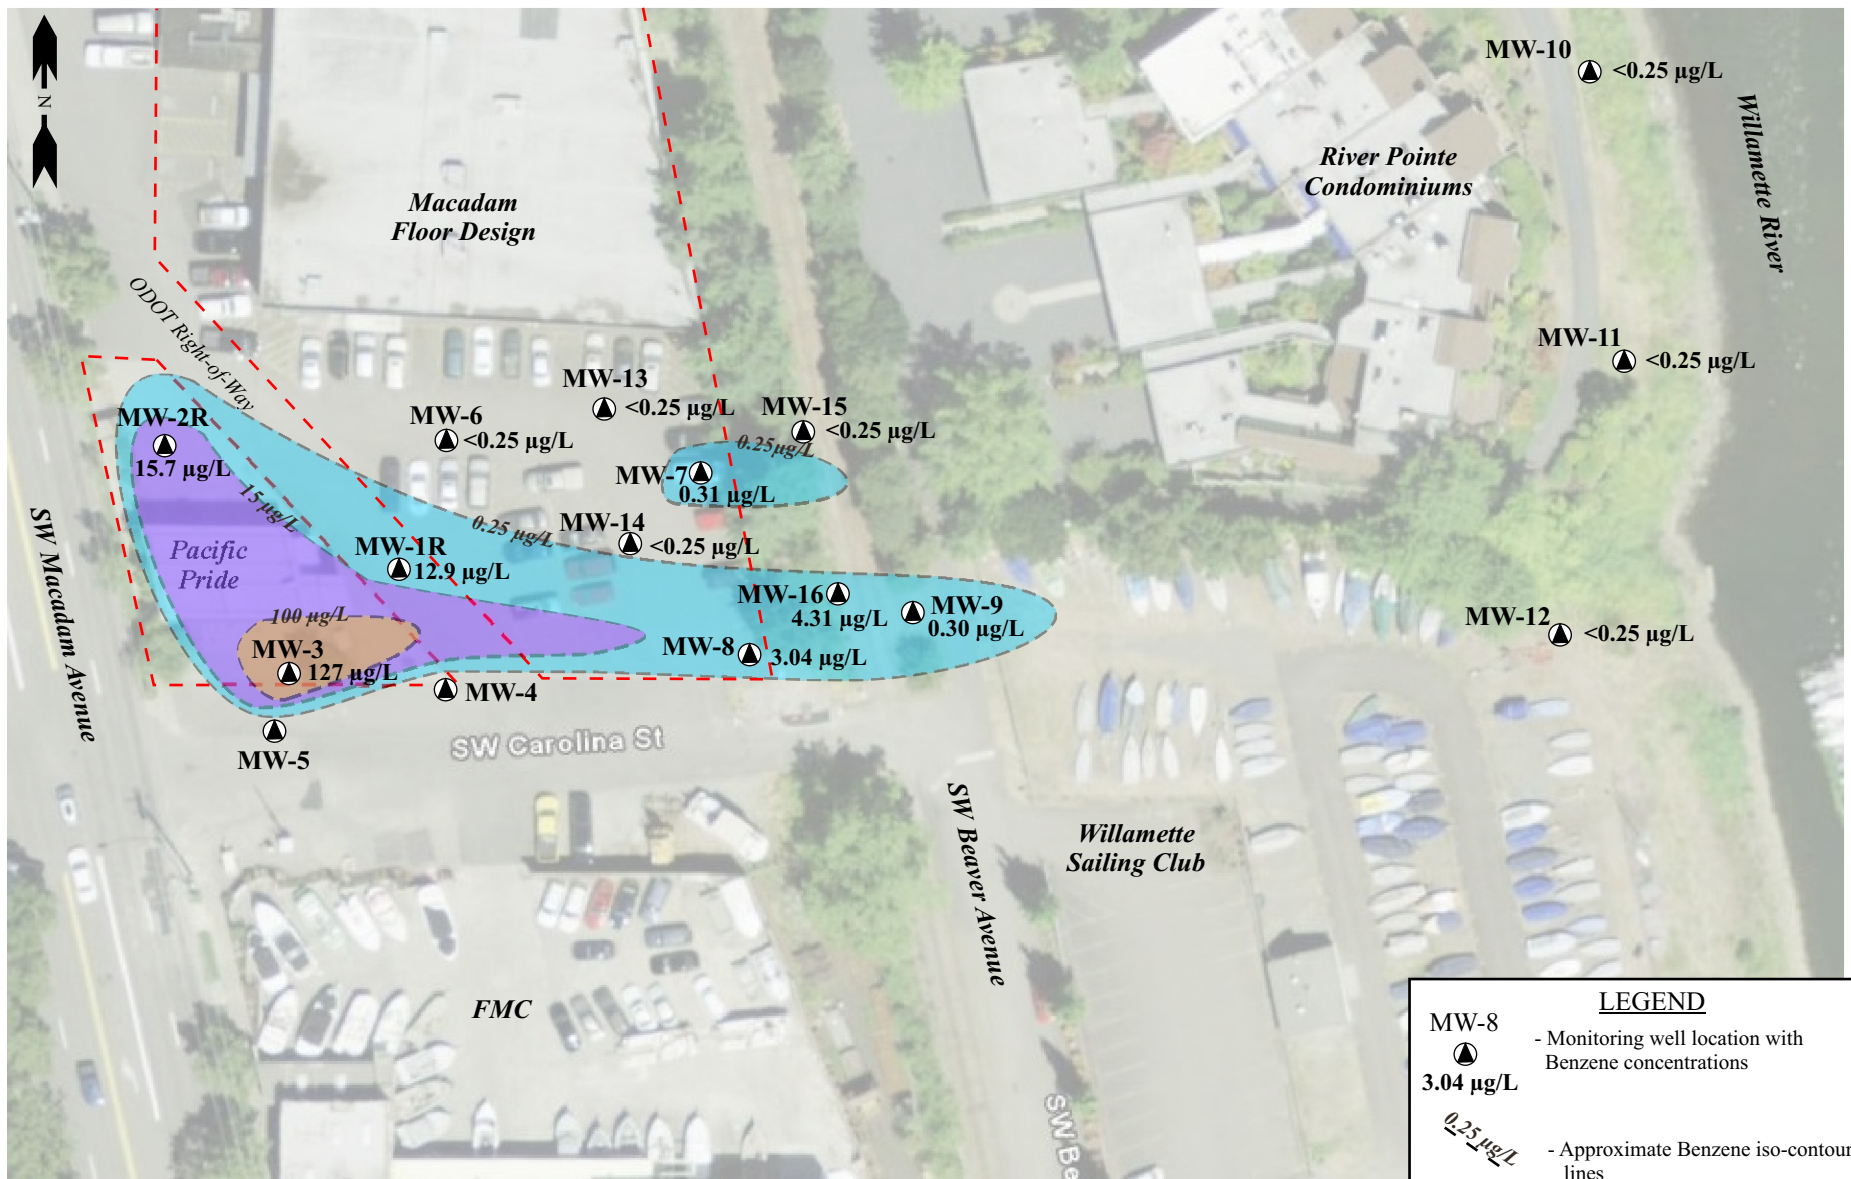 MW-10
<0.25 µg/L
N
Willamette River
River Pointe
Condominiums
Macadam
Floor Design
ODOT Right-of-Way
MW-11
<0.25 µg/L
MW-13
<0.25 µg/L
MW-15
<0.25 µg/L
MW-6
<0.25 µg/L
MW-2R
15.7 µg/L
0.25µg/L
MW-7
0.31 µg/L
15 µg/L
0.25 µg/L
MW-14
<0.25 µg/L
Pacific
Pride
MW-1R
12.9 µg/L
MW-16
4.31 µg/L
MW-9
0.30 µg/L
100 µg/L
MW-3
127 µg/L
MW-8
3.04 µg/L
MW-12
<0.25 µg/L
MW-4
MW-5
SW Macadam Avenue
SW Carolina St
SW Beaver Avenue
Willamette
Sailing Club
FMC
SW Be
LEGEND
MW-8
3.04 µg/L
- Monitoring well location with
Benzene concentrations
0.25 µg/L
- Approximate Benzene iso-contour
lines